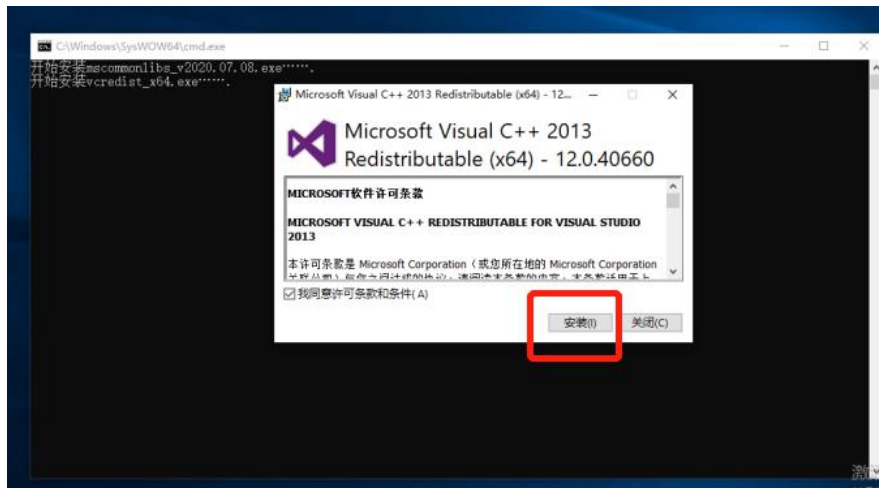 C:\Windows\SysWOW64\cmd.exe
开始安装mscommonlibs_v2020.07.08.exe…….
开始安装vcredist_x64.exe…….
Microsoft Visual C++ 2013 Redistributable (x64) - 12...
Microsoft Visual C++ 2013
Redistributable (x64) - 12.0.40660
MICROSOFT软件许可条款
MICROSOFT VISUAL C++ REDISTRIBUTABLE FOR VISUAL STUDIO
2013
本许可条款是 Microsoft Corporation（或您所在地的 Microsoft Corporation
我同意许可条款和条件(A)
安装(I)
关闭(C)